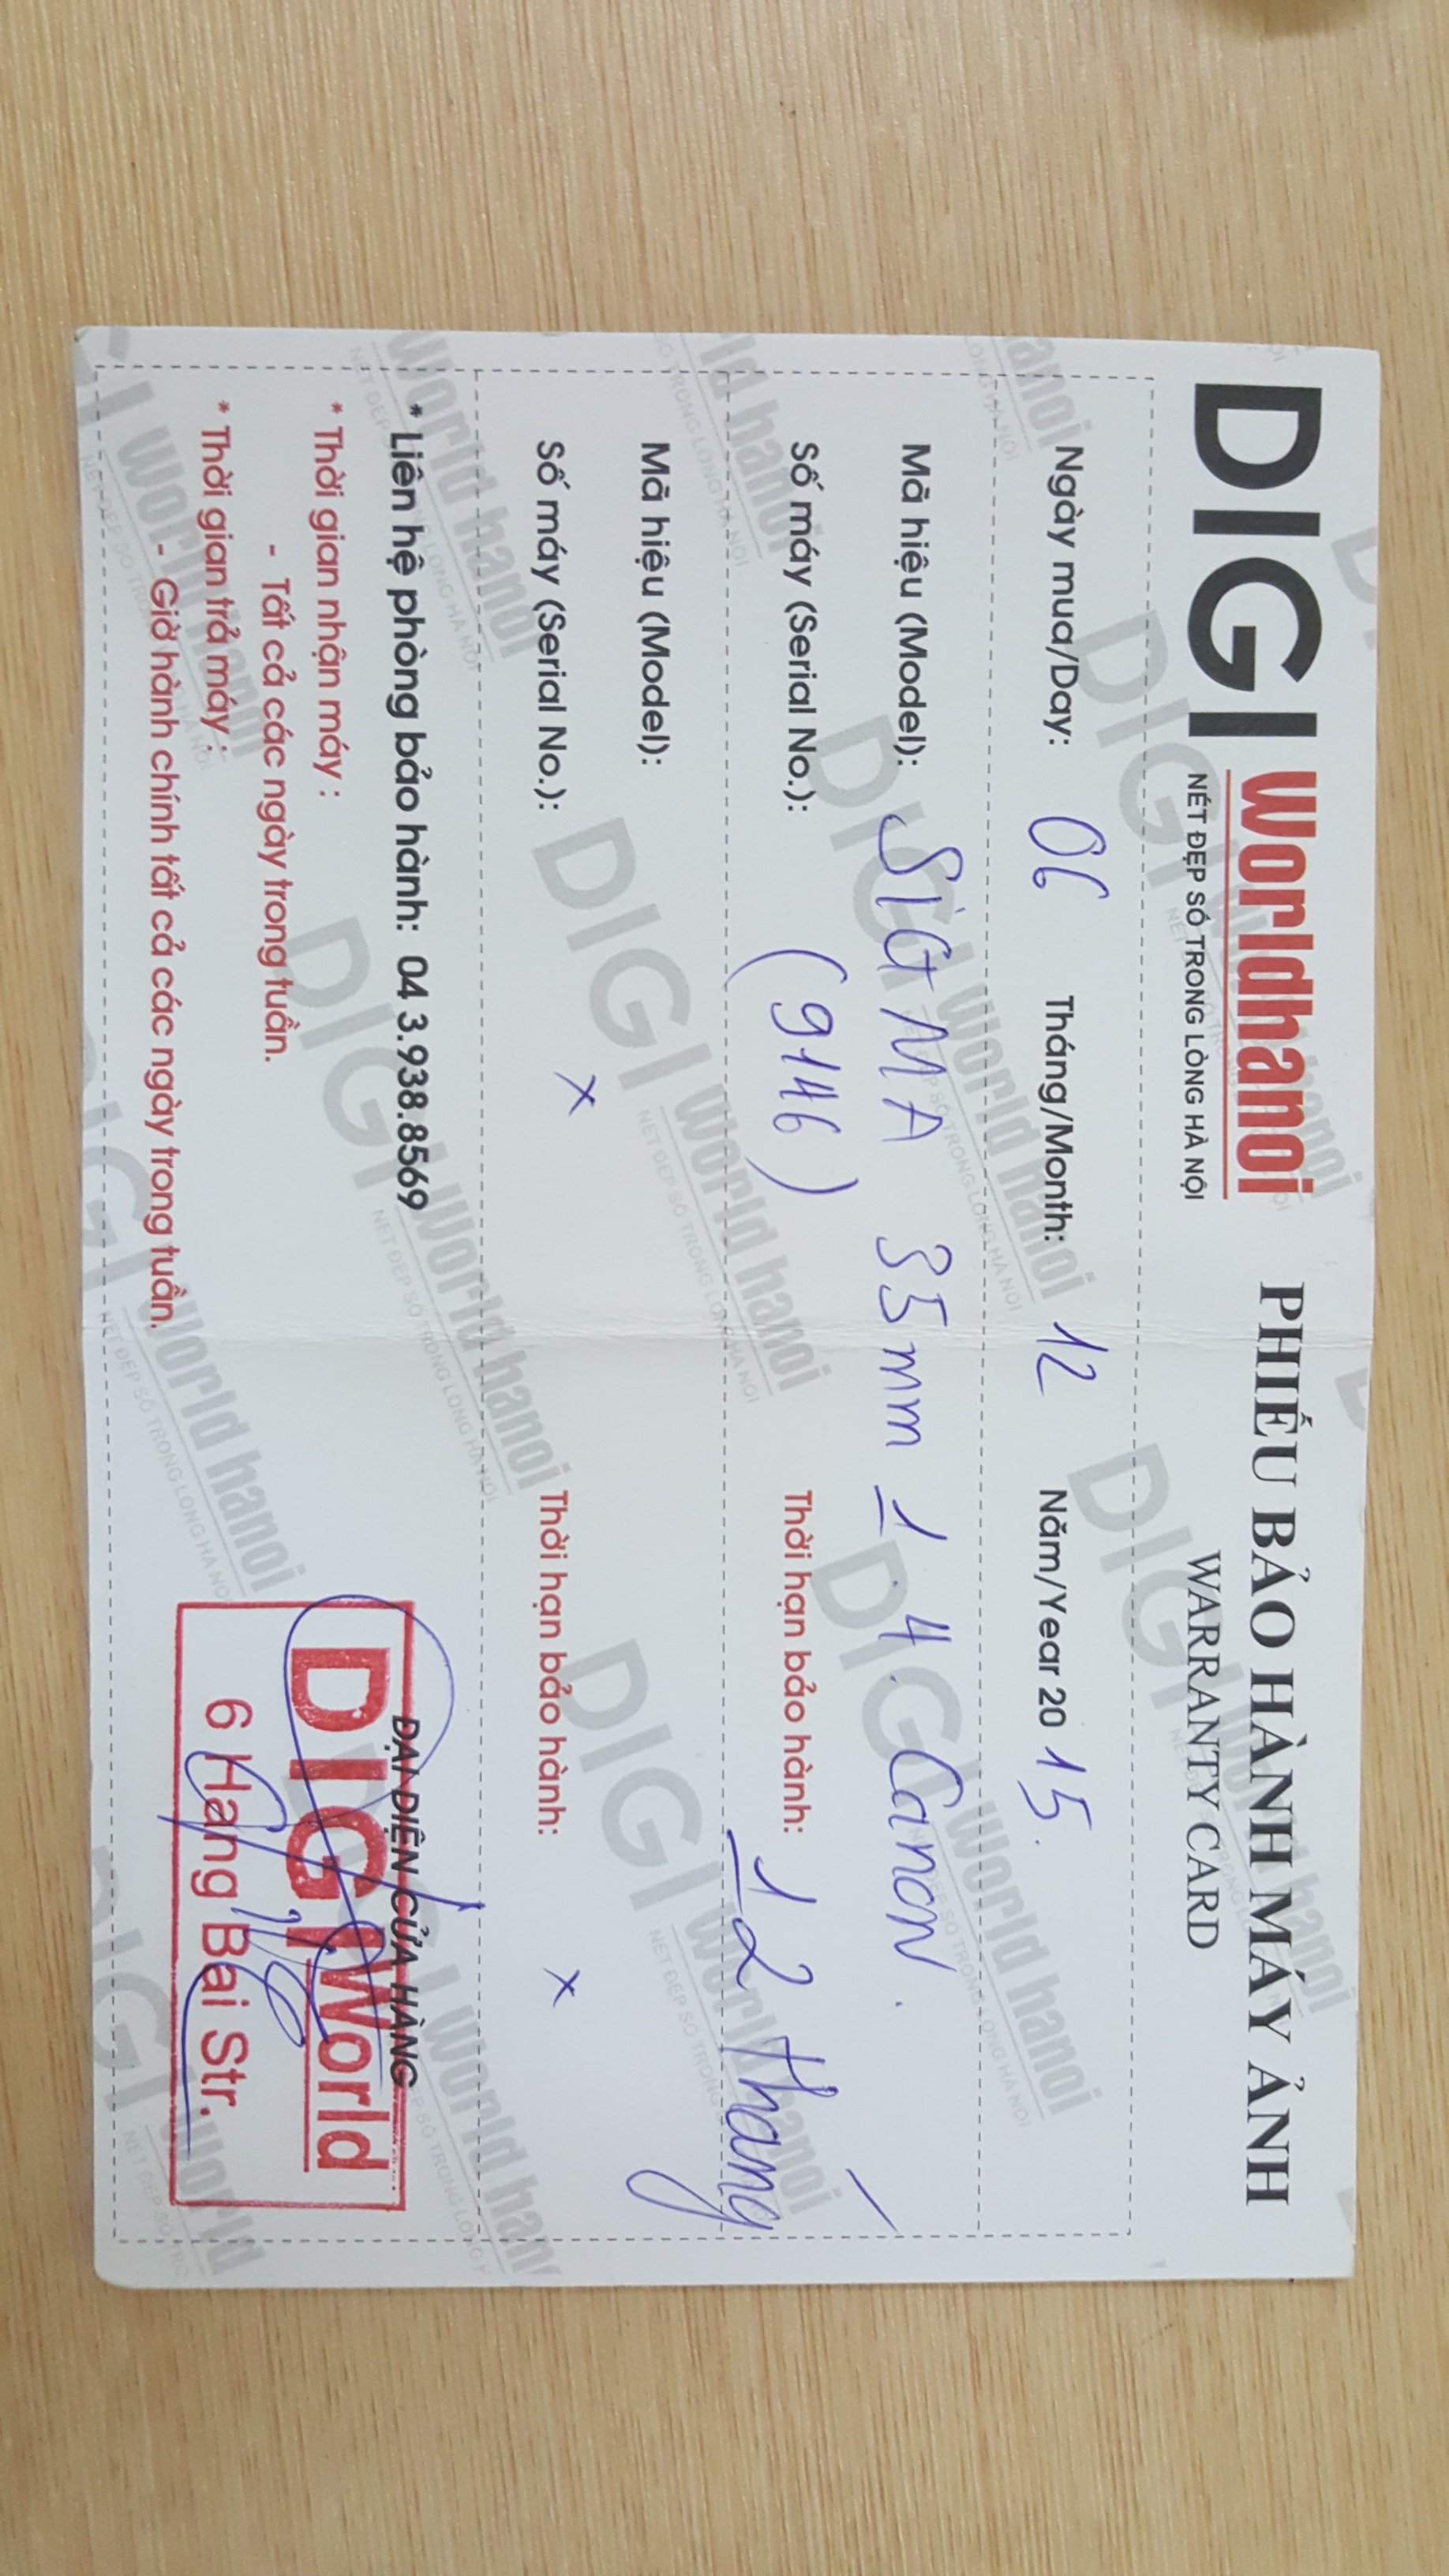 DIGI Worldhanoi
NÉT ĐẸP SỐ TRONG LÒNG HÀ NỘI
PHIẾU BẢO HÀNH MÁY ẢNH
WARRANTY CARD
Ngày mua/Day: 06 Tháng/Month: 12 Năm/Year 20 15.
Mã hiệu (Model): SIGMA 35mm 1.4 Canon.
Số máy (Serial No.): (9146) Thời hạn bảo hành: 12 tháng
Mã hiệu (Model):
Số máy (Serial No.): x Thời hạn bảo hành: x
* Liên hệ phòng bảo hành: 04 3.938.8569
* Thời gian nhận máy :
- Tất cả các ngày trong tuần.
* Thời gian trả máy :
- Giờ hành chính tất cả các ngày trong tuần.
ĐẠI DIỆN CỬA HÀNG
DIGI World
6 Hang Bai Str.